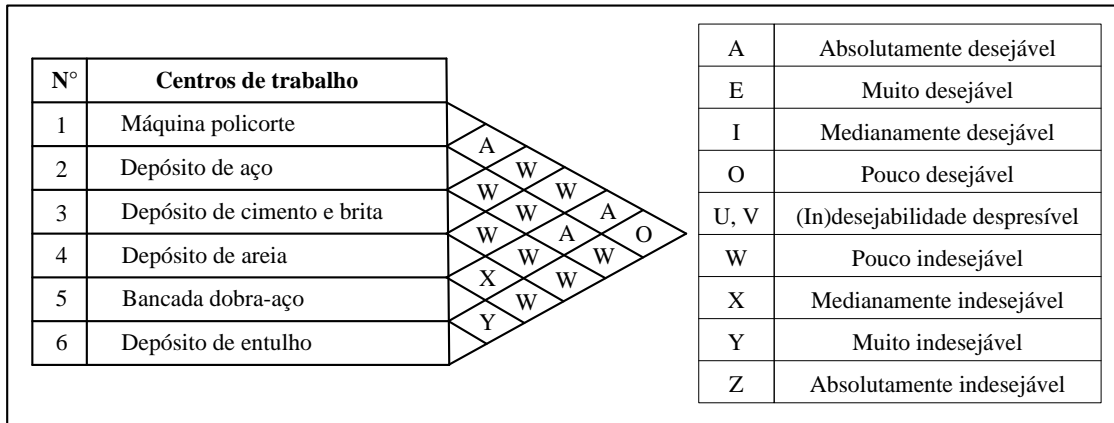 N° Centros de trabalho
1 Máquina policorte
2 Depósito de aço
3 Depósito de cimento e brita
4 Depósito de areia
5 Bancada dobra-aço
6 Depósito de entulho
A
W
W W
W A
W O
W A
W W
X W
W
Y
A Absolutamente desejável
E Muito desejável
I Medianamente desejável
O Pouco desejável
U, V (In)desejabilidade despresível
W Pouco indesejável
X Medianamente indesejável
Y Muito indesejável
Z Absolutamente indesejável